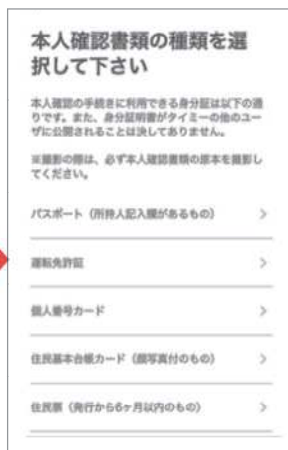 本人確認書類の種類を選
択して下さい
本人確認の手続きに利用できる身分証は以下の通
りです。また、身分証明書がタイミーの他のユー
ザに公開されることは決してありません。
※撮影の際は、必ず本人確認書類の原本を撮影し
てください。
パスポート（所持人記入欄があるもの）
運転免許証
個人番号カード
住民基本台帳カード（顔写真付のもの）
住民票（発行から6ヶ月以内のもの）